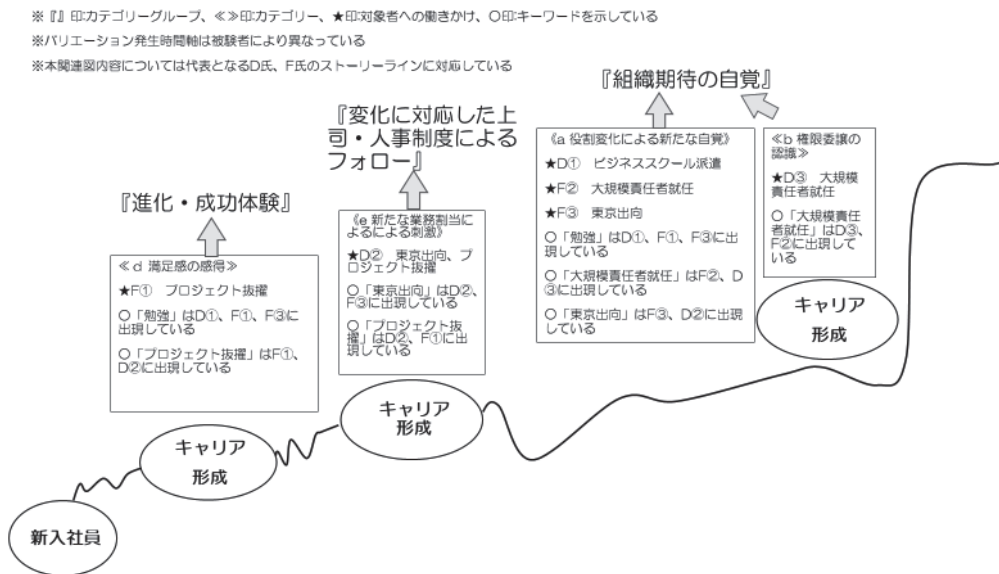 ※『』印:カテゴリーグループ、≪≫印:カテゴリー、★印:対象者への働きかけ、〇印:キーワードを示している
※バリエーション発生時間軸は被験者により異なっている
※本関連図内容については代表となるD氏、F氏のストーリーラインに対応している
『組織期待の自覚』
『変化に対応した上
司・人事制度による
フォロー』
『進化・成功体験』
《a 役割変化による新たな自覚》
★D① ビジネススクール派遣
★F② 大規模責任者就任
★F③ 東京出向
〇「勉強」はD①、F①、F③に出
現している
〇「大規模責任者就任」はF②、D
③に出現している
〇「東京出向」はF③、D②に出現
している
≪b 権限委譲の
認識≫
★D③ 大規模
責任者就任
〇「大規模責任
者就任」はD③、
F②に出現して
いる
《e 新たな業務割当に
よるによる刺激》
★D② 東京出向、プ
ロジェクト抜擢
〇「東京出向」はD②、
F③に出現している
〇「プロジェクト抜
擢」はD②、F①に出
現している
≪d 満足感の感得≫
★F① プロジェクト抜擢
〇「勉強」はD①、F①、F③に
出現している
〇「プロジェクト抜擢」はF①、
D②に出現している
キャリア
形成
キャリア
形成
キャリア
形成
新入社員